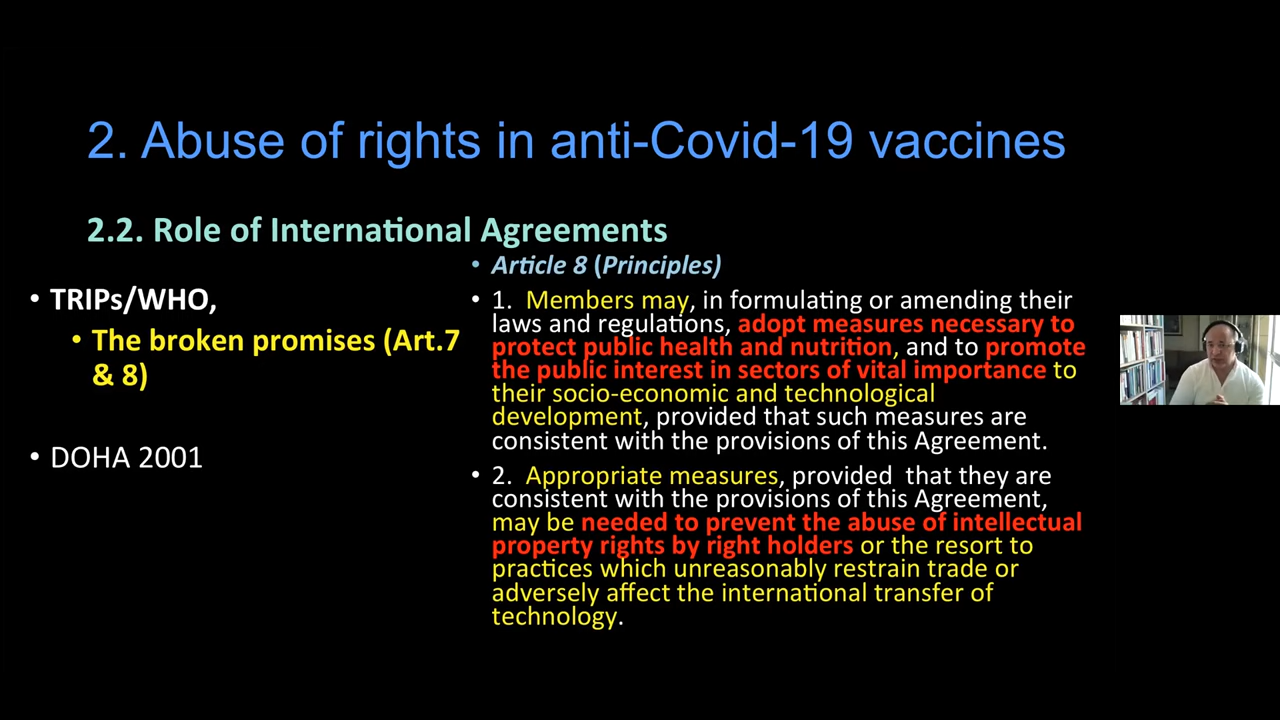 2. Abuse of rights in anti-Covid-19 vaccines
2.2. Role of International Agreements
• TRIPs/WHO,
• The broken promises (Art.7
& 8)
• DOHA 2001
• Article 8 (Principles)
• 1. Members may, in formulating or amending their
laws and regulations, adopt measures necessary to
protect public health and nutrition, and to promote
the public interest in sectors of vital importance to
their socio-economic and technological
development, provided that such measures are
consistent with the provisions of this Agreement.
• 2. Appropriate measures, provided that they are
consistent with the provisions of this Agreement,
may be needed to prevent the abuse of intellectual
property rights by right holders or the resort to
practices which unreasonably restrain trade or
adversely affect the international transfer of
technology.